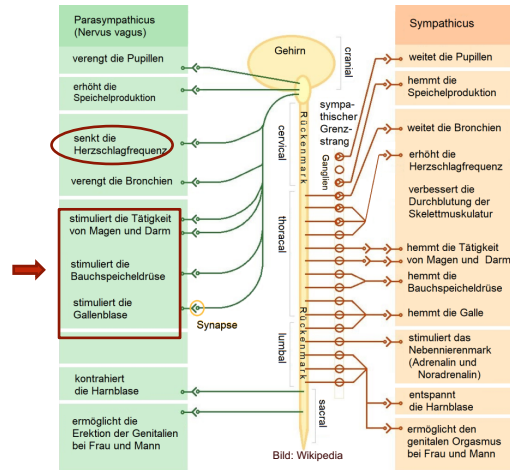 Parasympathicus
(Nervus vagus)
verengt die Pupillen
erhöht die
Speichelproduktion
senkt die
Herzschlagfrequenz
verengt die Bronchien
stimuliert die Tätigkeit
von Magen und Darm
stimuliert die
Bauchspeicheldrüse
stimuliert die
Gallenblase
kontrahiert
die Harnblase
ermöglicht die
Erektion der Genitalien
bei Frau und Mann
Synapse
Gehirn
cranial
cervical
thoracal
lumbal
sacral
Rückenmark
Rückenmark
sympa-
thischer
Grenz-
strang
Ganglien
Bild: Wikipedia
Sympathicus
weitet die Pupillen
hemmt die
Speichelproduktion
weitet die Bronchien
erhöht die
Herzschlagfrequenz
verbessert die
Durchblutung der
Skelettmuskulatur
hemmt die Tätigkeit
von Magen und Darm
hemmt die
Bauchspeicheldrüse
hemmt die Galle
stimuliert das
Nebennierenmark
(Adrenalin und
Noradrenalin)
entspannt
die Harnblase
ermöglicht den
genitalen Orgasmus
bei Frau und Mann